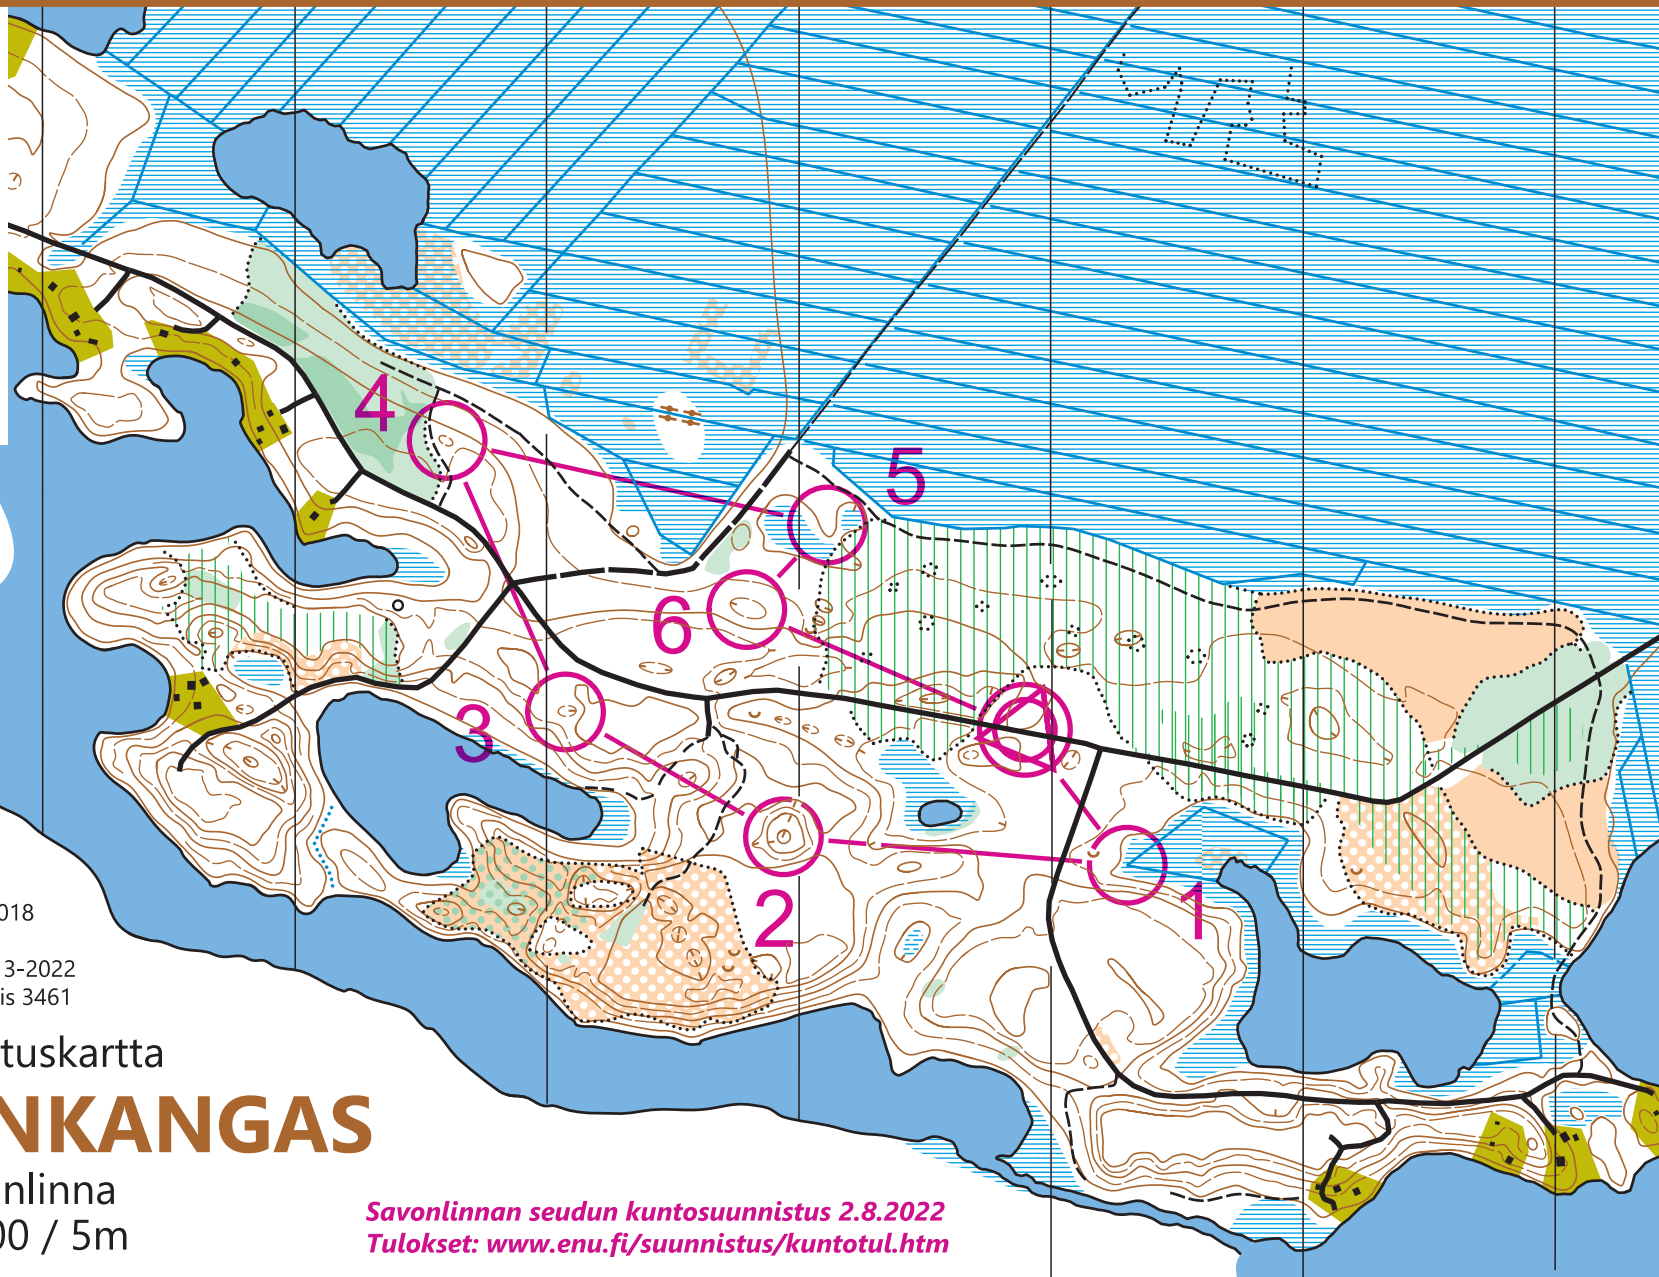 4
5
6
3
2
1
018
3-2022
is 3461
tuskartta
NKANGAS
nlinna
00 / 5m
Savonlinnan seudun kuntosuunnistus 2.8.2022
Tulokset: www.enu.fi/suunnistus/kuntotul.htm